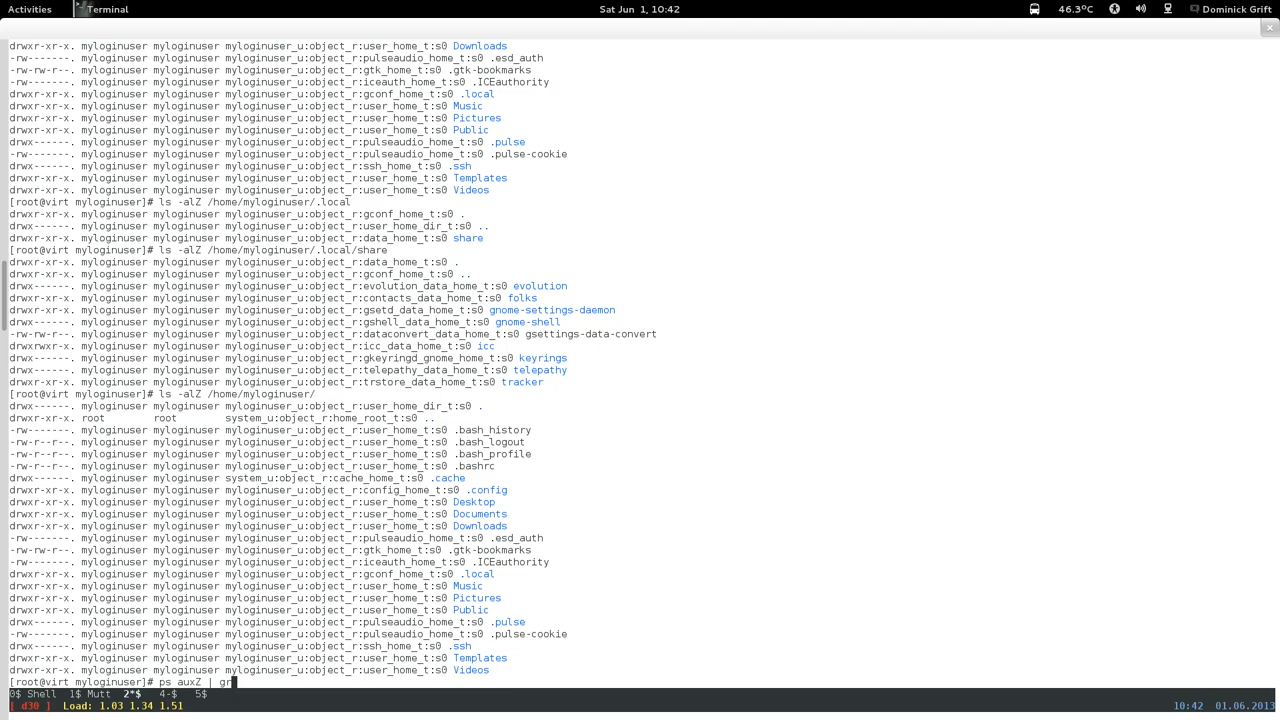 Activities Terminal Sat Jun 1, 10:42 46.3°C Dominick Grift
drwxr-xr-x. myloginuser myloginuser myloginuser_u:object_r:user_home_t:s0 Downloads
-rw-------. myloginuser myloginuser myloginuser_u:object_r:pulseaudio_home_t:s0 .esd_auth
-rw-rw-r--. myloginuser myloginuser myloginuser_u:object_r:gtk_home_t:s0 .gtk-bookmarks
-rw-------. myloginuser myloginuser myloginuser_u:object_r:iceauth_home_t:s0 .ICEauthority
drwxr-xr-x. myloginuser myloginuser myloginuser_u:object_r:gconf_home_t:s0 .local
drwxr-xr-x. myloginuser myloginuser myloginuser_u:object_r:user_home_t:s0 Music
drwxr-xr-x. myloginuser myloginuser myloginuser_u:object_r:user_home_t:s0 Pictures
drwxr-xr-x. myloginuser myloginuser myloginuser_u:object_r:user_home_t:s0 Public
drwx------. myloginuser myloginuser myloginuser_u:object_r:pulseaudio_home_t:s0 .pulse
-rw-------. myloginuser myloginuser myloginuser_u:object_r:pulseaudio_home_t:s0 .pulse-cookie
drwx------. myloginuser myloginuser myloginuser_u:object_r:ssh_home_t:s0 .ssh
drwxr-xr-x. myloginuser myloginuser myloginuser_u:object_r:user_home_t:s0 Templates
drwxr-xr-x. myloginuser myloginuser myloginuser_u:object_r:user_home_t:s0 Videos
[root@virt myloginuser]# ls -alZ /home/myloginuser/.local
drwxr-xr-x. myloginuser myloginuser myloginuser_u:object_r:gconf_home_t:s0 .
drwx------. myloginuser myloginuser myloginuser_u:object_r:user_home_dir_t:s0 ..
drwxr-xr-x. myloginuser myloginuser myloginuser_u:object_r:data_home_t:s0 share
[root@virt myloginuser]# ls -alZ /home/myloginuser/.local/share
drwxr-xr-x. myloginuser myloginuser myloginuser_u:object_r:data_home_t:s0 .
drwxr-xr-x. myloginuser myloginuser myloginuser_u:object_r:gconf_home_t:s0 ..
drwx------. myloginuser myloginuser myloginuser_u:object_r:evolution_data_home_t:s0 evolution
drwxr-xr-x. myloginuser myloginuser myloginuser_u:object_r:contacts_data_home_t:s0 folks
drwxr-xr-x. myloginuser myloginuser myloginuser_u:object_r:gsetd_data_home_t:s0 gnome-settings-daemon
drwx------. myloginuser myloginuser myloginuser_u:object_r:gshell_data_home_t:s0 gnome-shell
-rw-rw-r--. myloginuser myloginuser myloginuser_u:object_r:dataconvert_data_home_t:s0 gsettings-data-convert
drwxrwxr-x. myloginuser myloginuser myloginuser_u:object_r:icc_data_home_t:s0 icc
drwx------. myloginuser myloginuser myloginuser_u:object_r:gkeyringd_gnome_home_t:s0 keyrings
drwx------. myloginuser myloginuser myloginuser_u:object_r:telepathy_data_home_t:s0 telepathy
drwxr-xr-x. myloginuser myloginuser myloginuser_u:object_r:trstore_data_home_t:s0 tracker
[root@virt myloginuser]# ls -alZ /home/myloginuser/
drwx------. myloginuser myloginuser myloginuser_u:object_r:user_home_dir_t:s0 .
drwxr-xr-x. root root system_u:object_r:home_root_t:s0 ..
-rw-------. myloginuser myloginuser myloginuser_u:object_r:user_home_t:s0 .bash_history
-rw-r--r--. myloginuser myloginuser myloginuser_u:object_r:user_home_t:s0 .bash_logout
-rw-r--r--. myloginuser myloginuser myloginuser_u:object_r:user_home_t:s0 .bash_profile
-rw-r--r--. myloginuser myloginuser myloginuser_u:object_r:user_home_t:s0 .bashrc
drwx------. myloginuser myloginuser system_u:object_r:cache_home_t:s0 .cache
drwxr-xr-x. myloginuser myloginuser myloginuser_u:object_r:config_home_t:s0 .config
drwxr-xr-x. myloginuser myloginuser myloginuser_u:object_r:user_home_t:s0 Desktop
drwxr-xr-x. myloginuser myloginuser myloginuser_u:object_r:user_home_t:s0 Documents
drwxr-xr-x. myloginuser myloginuser myloginuser_u:object_r:user_home_t:s0 Downloads
-rw-------. myloginuser myloginuser myloginuser_u:object_r:pulseaudio_home_t:s0 .esd_auth
-rw-rw-r--. myloginuser myloginuser myloginuser_u:object_r:gtk_home_t:s0 .gtk-bookmarks
-rw-------. myloginuser myloginuser myloginuser_u:object_r:iceauth_home_t:s0 .ICEauthority
drwxr-xr-x. myloginuser myloginuser myloginuser_u:object_r:gconf_home_t:s0 .local
drwxr-xr-x. myloginuser myloginuser myloginuser_u:object_r:user_home_t:s0 Music
drwxr-xr-x. myloginuser myloginuser myloginuser_u:object_r:user_home_t:s0 Pictures
drwxr-xr-x. myloginuser myloginuser myloginuser_u:object_r:user_home_t:s0 Public
drwx------. myloginuser myloginuser myloginuser_u:object_r:pulseaudio_home_t:s0 .pulse
-rw-------. myloginuser myloginuser myloginuser_u:object_r:pulseaudio_home_t:s0 .pulse-cookie
drwx------. myloginuser myloginuser myloginuser_u:object_r:ssh_home_t:s0 .ssh
drwxr-xr-x. myloginuser myloginuser myloginuser_u:object_r:user_home_t:s0 Templates
drwxr-xr-x. myloginuser myloginuser myloginuser_u:object_r:user_home_t:s0 Videos
[root@virt myloginuser]# ps auxZ | gr
0$ Shell 1$ Mutt 2*$ 4-$ 5$
[ d30 ] Load: 1.03 1.34 1.51 10:42 01.06.2013